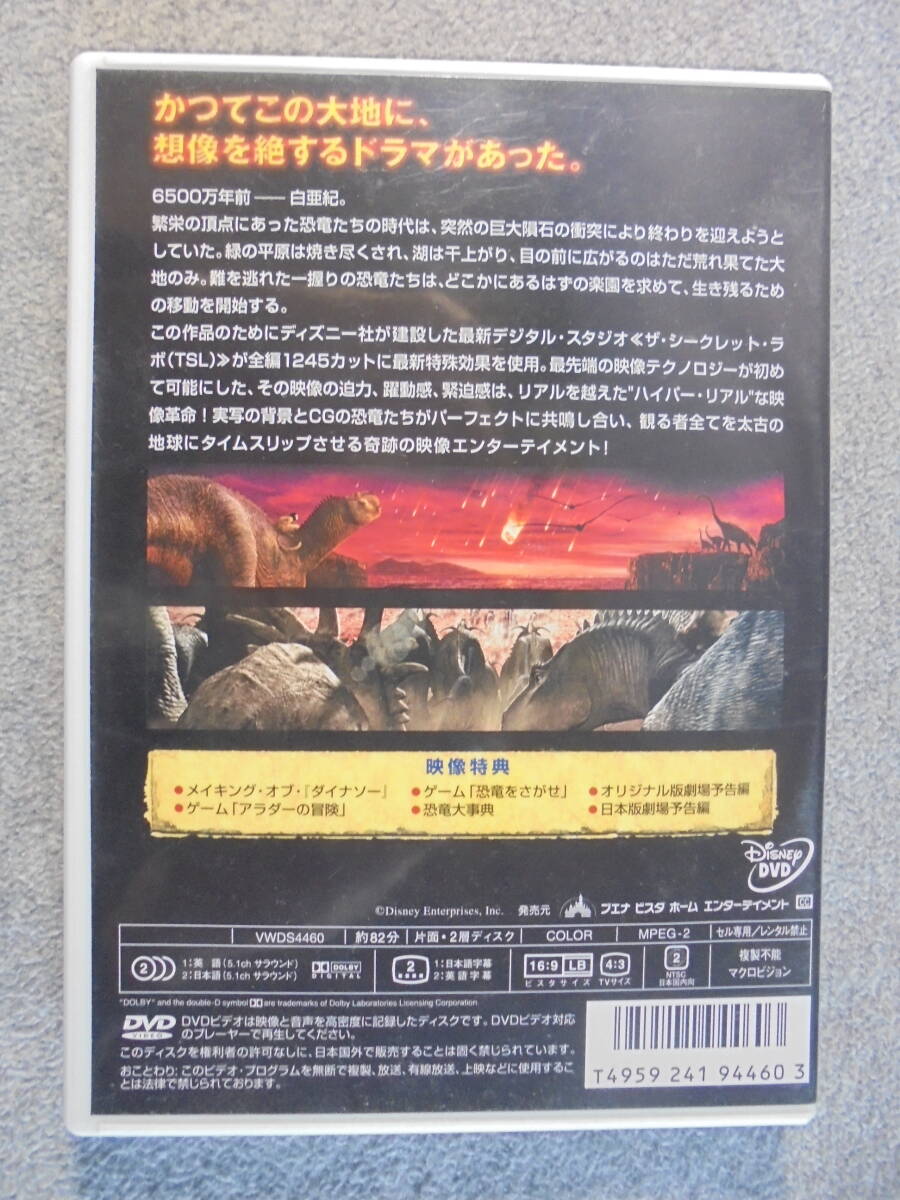 かつてこの大地に、
想像を絶するドラマがあった。
6500万年前 ── 白亜紀。
繁栄の頂点にあった恐竜たちの時代は、突然の巨大隕石の衝突により終わりを迎えようと
していた。緑の平原は焼き尽くされ、湖は干上がり、目の前に広がるのはただ荒れ果てた大
地のみ。難を逃れた一握りの恐竜たちは、どこかにあるはずの楽園を求めて、生き残るため
の移動を開始する。
この作品のためにディズニー社が建設した最新デジタル・スタジオ≪ザ・シークレット・ラ
ボ(TSL)≫が全編1245カットに最新特殊効果を使用。最先端の映像テクノロジーが初め
て可能にした、その映像の迫力、躍動感、緊迫感は、リアルを越えた"ハイパー・リアル"な映
像革命！実写の背景とCGの恐竜たちがパーフェクトに共鳴し合い、観る者全てを太古の
地球にタイムスリップさせる奇跡の映像エンターテイメント！
映像特典
●メイキング・オブ・『ダイナソー』 ●ゲーム「恐竜をさがせ」 ●オリジナル版劇場予告編
●ゲーム「アラダーの冒険」 ●恐竜大事典 ●日本版劇場予告編
Disney
DVD
©Disney Enterprises, Inc. 発売元 ブエナ ビスタ ホーム エンターテイメント CC
VWDS4460 約82分 片面・2層ディスク COLOR MPEG-2 セル専用／レンタル禁止
2 1:英語(5.1ch サラウンド) DOLBY 2 1:日本語字幕 16:9 LB 4:3 2 複製不能
2:日本語(5.1ch サラウンド) DIGITAL 2:英語字幕 ビスタサイズ TVサイズ NTSC 日本国内向 マクロビジョン
"DOLBY" and the double-D symbol are trademarks of Dolby Laboratories Licensing Corporation
DVD VIDEO DVDビデオは映像と音声を高密度に記録したディスクです。DVDビデオ対応
のプレーヤーで再生してください。
このディスクを権利者の許可なしに、日本国外で販売することは固く禁じられています。
おことわり:このビデオ・プログラムを無断で複製、放送、有線放送、上映などに使用するこ
とは法律で禁じられております。
T4959 241 94460 3